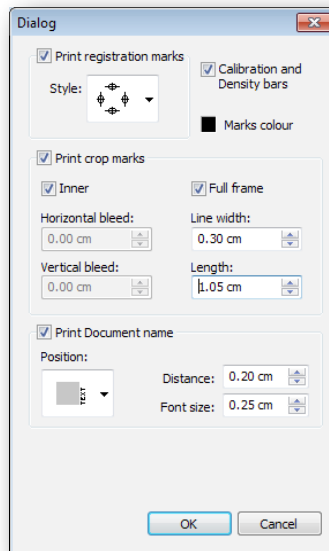 Dialog
Print registration marks
Style:
Calibration and
Density bars
Marks colour
Print crop marks
Inner
Full frame
Horizontal bleed:
Line width:
0.00 cm
0.30 cm
Vertical bleed:
Length:
0.00 cm
1.05 cm
Print Document name
Position:
TEXT
Distance:
0.20 cm
Font size:
0.25 cm
OK
Cancel